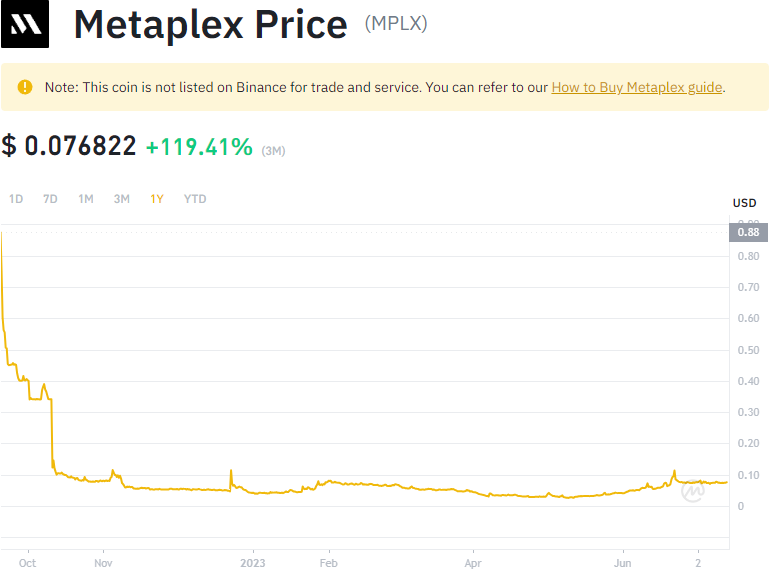 Metaplex Price (MPLX)
Note: This coin is not listed on Binance for trade and service. You can refer to our How to Buy Metaplex guide.
$ 0.076822 +119.41% (3M)
1D 7D 1M 3M 1Y YTD
USD
0.88
0.80
0.70
0.60
0.50
0.40
0.30
0.20
0.10
0
Oct Nov 2023 Feb Apr Jun 2